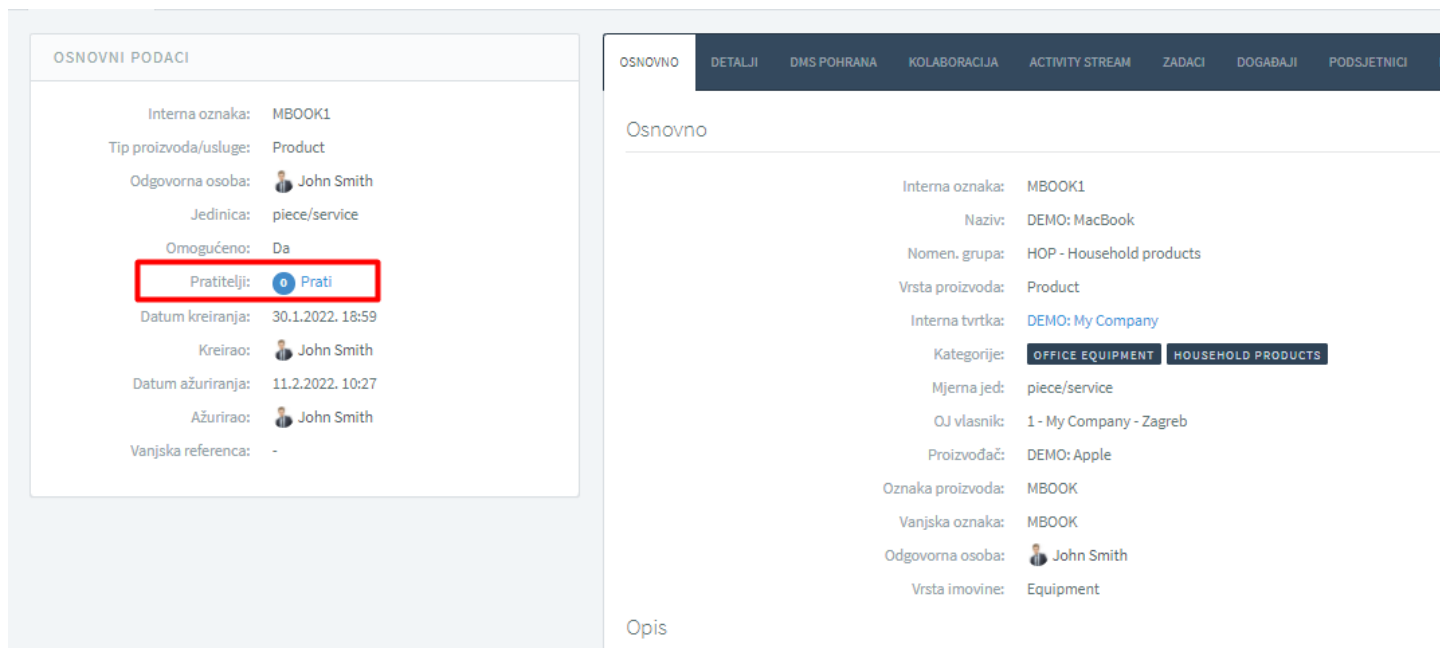 OSNOVNI PODACI
Interna oznaka: MBOOK1
Tip proizvoda/usluge: Product
Odgovorna osoba: John Smith
Jedinica: piece/service
Omogućeno: Da
Pratitelji: 0 Prati
Datum kreiranja: 30.1.2022. 18:59
Kreirao: John Smith
Datum ažuriranja: 11.2.2022. 10:27
Ažurirao: John Smith
Vanjska referenca: -
OSNOVNO DETALJI DMS POHRANA KOLABORACIJA ACTIVITY STREAM ZADACI DOGAĐAJI PODSJETNICI
Osnovno
Interna oznaka: MBOOK1
Naziv: DEMO: MacBook
Nomen. grupa: HOP - Household products
Vrsta proizvoda: Product
Interna tvrtka: DEMO: My Company
Kategorije: OFFICE EQUIPMENT HOUSEHOLD PRODUCTS
Mjerna jed: piece/service
OJ vlasnik: 1 - My Company - Zagreb
Proizvođač: DEMO: Apple
Oznaka proizvoda: MBOOK
Vanjska oznaka: MBOOK
Odgovorna osoba: John Smith
Vrsta imovine: Equipment
Opis